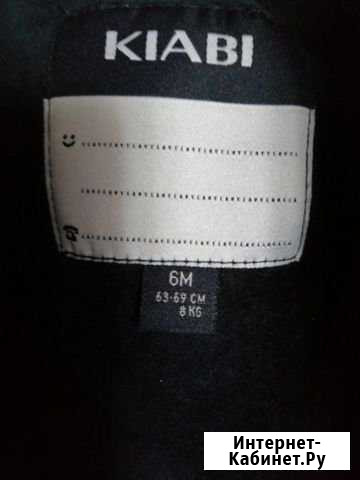 KIABI
6M
63-69 CM
8 KG
Интернет-
Кабинет.Ру